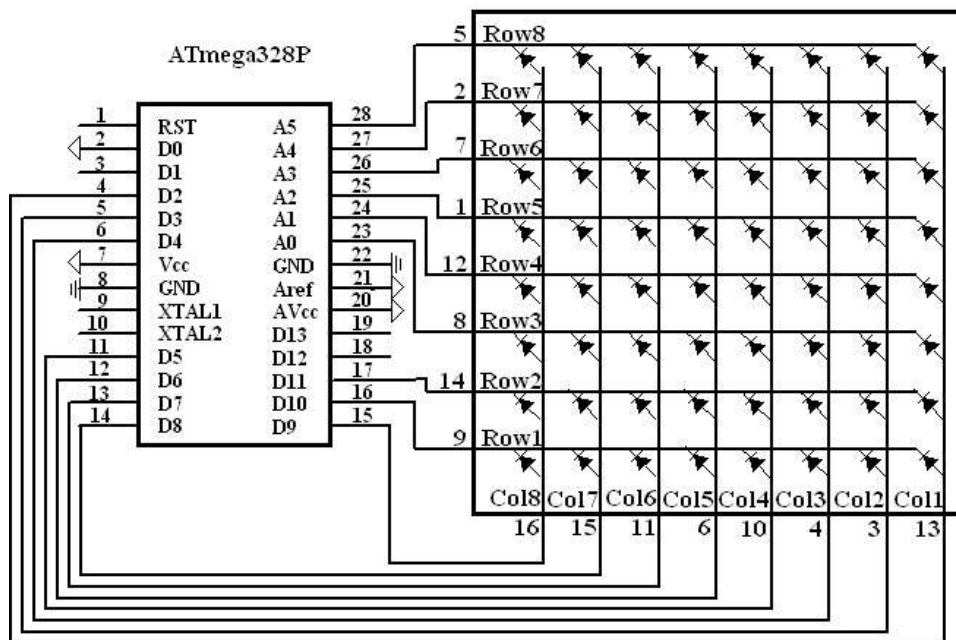 ATmega328P
1 RST A5 28
2 D0 A4 27
3 D1 A3 26
4 D2 A2 25
5 D3 A1 24
6 D4 A0 23
7 Vcc GND 22
8 GND Aref 21
9 XTAL1 AVcc 20
10 XTAL2 D13 19
11 D5 D12 18
12 D6 D11 17
13 D7 D10 16
14 D8 D9 15
5 Row8
2 Row7
7 Row6
1 Row5
12 Row4
8 Row3
14 Row2
9 Row1
Col8 Col7 Col6 Col5 Col4 Col3 Col2 Col1
16 15 11 6 10 4 3 13